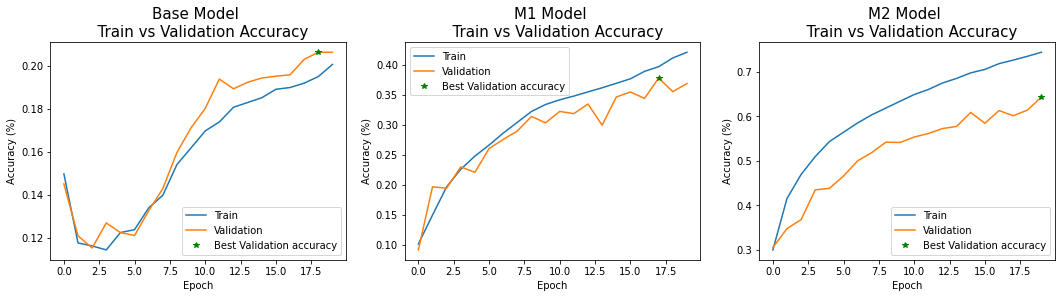 Base Model
Train vs Validation Accuracy
Accuracy (%)
0.20
0.18
0.16
0.14
0.12
Train
Validation
Best Validation accuracy
0.0 2.5 5.0 7.5 10.0 12.5 15.0 17.5
Epoch
M1 Model
Train vs Validation Accuracy
Accuracy (%)
0.40
0.35
0.30
0.25
0.20
0.15
0.10
Train
Validation
Best Validation accuracy
0.0 2.5 5.0 7.5 10.0 12.5 15.0 17.5
Epoch
M2 Model
Train vs Validation Accuracy
Accuracy (%)
0.7
0.6
0.5
0.4
0.3
Train
Validation
Best Validation accuracy
0.0 2.5 5.0 7.5 10.0 12.5 15.0 17.5
Epoch